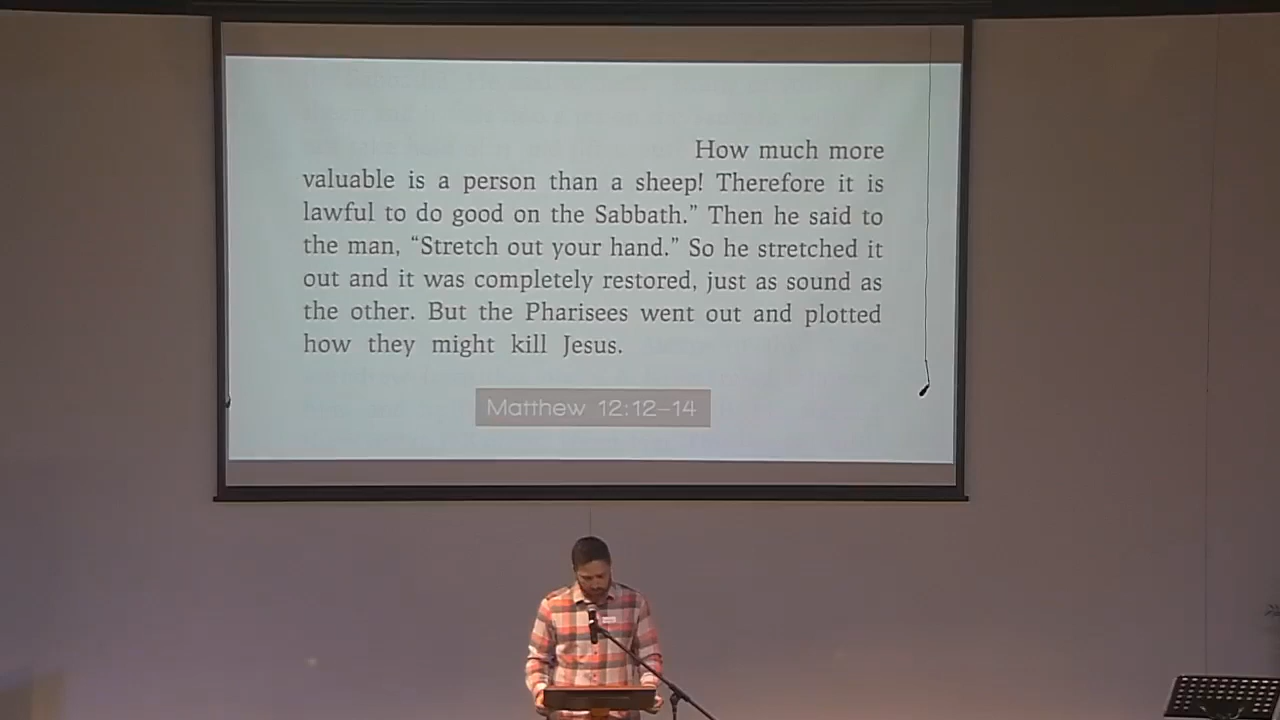 How much more
valuable is a person than a sheep! Therefore it is
lawful to do good on the Sabbath.” Then he said to
the man, “Stretch out your hand.” So he stretched it
out and it was completely restored, just as sound as
the other. But the Pharisees went out and plotted
how they might kill Jesus.
Matthew 12:12–14